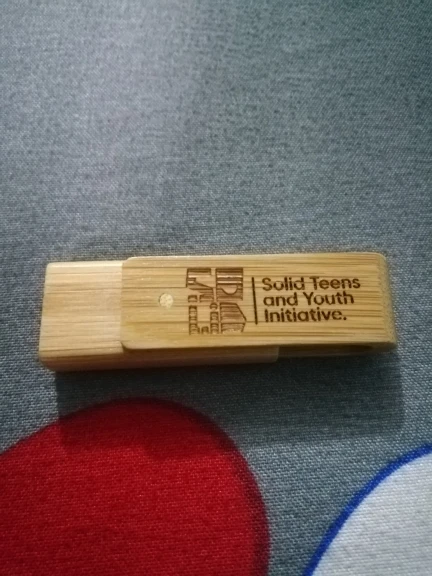 Solid Teens
and Youth
Initiative.